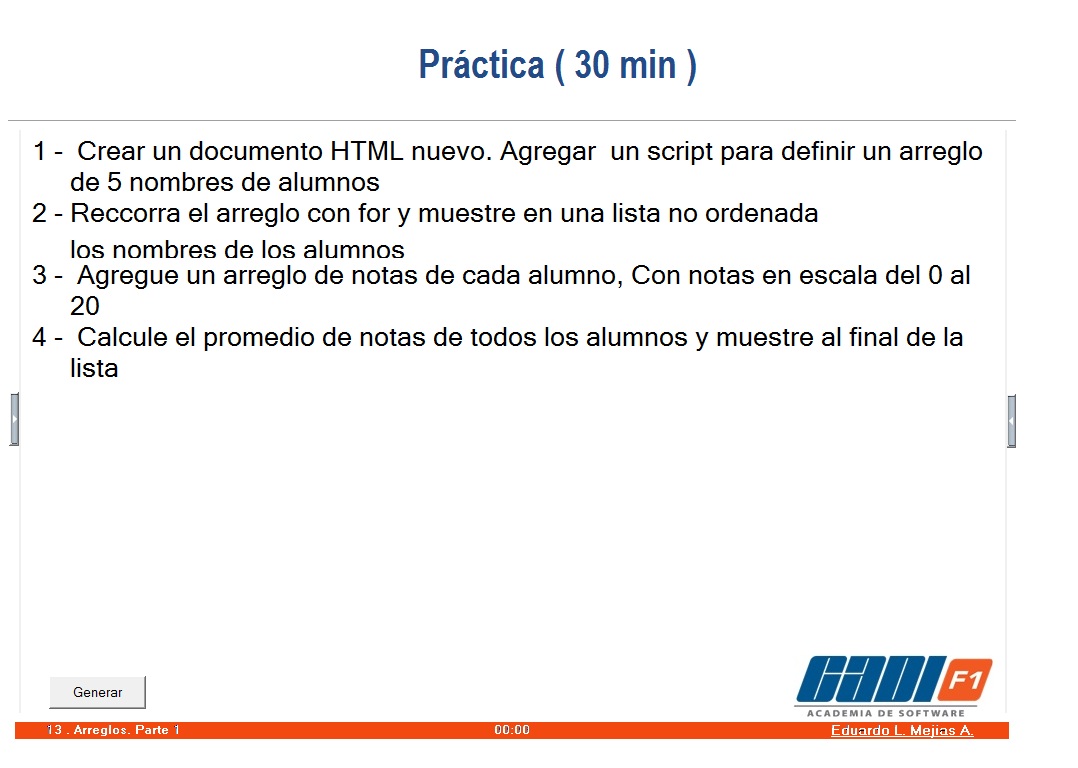 Práctica ( 30 min )
1 - Crear un documento HTML nuevo. Agregar un script para definir un arreglo
de 5 nombres de alumnos
2 - Reccorra el arreglo con for y muestre en una lista no ordenada
los nombres de los alumnos
3 - Agregue un arreglo de notas de cada alumno, Con notas en escala del 0 al
20
4 - Calcule el promedio de notas de todos los alumnos y muestre al final de la
lista
Generar
CADI F1
ACADEMIA DE SOFTWARE
13 . Arreglos. Parte 1
00:00
Eduardo L. Mejías A.